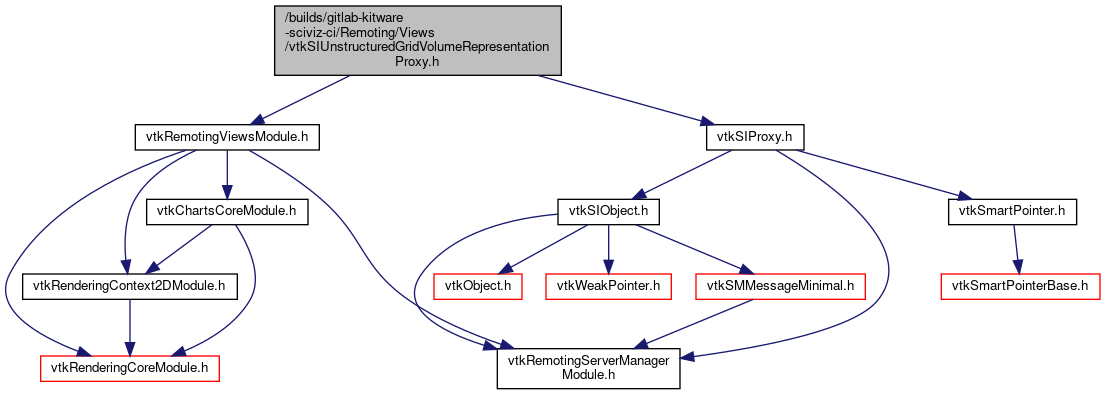 /builds/gitlab-kitware
-sciviz-ci/Remoting/Views
/vtkSIUnstructuredGridVolumeRepresentation
Proxy.h
vtkRemotingViewsModule.h
vtkSIProxy.h
vtkChartsCoreModule.h
vtkSIObject.h
vtkSmartPointer.h
vtkRenderingContext2DModule.h
vtkObject.h
vtkWeakPointer.h
vtkSMMessageMinimal.h
vtkSmartPointerBase.h
vtkRenderingCoreModule.h
vtkRemotingServerManager
Module.h